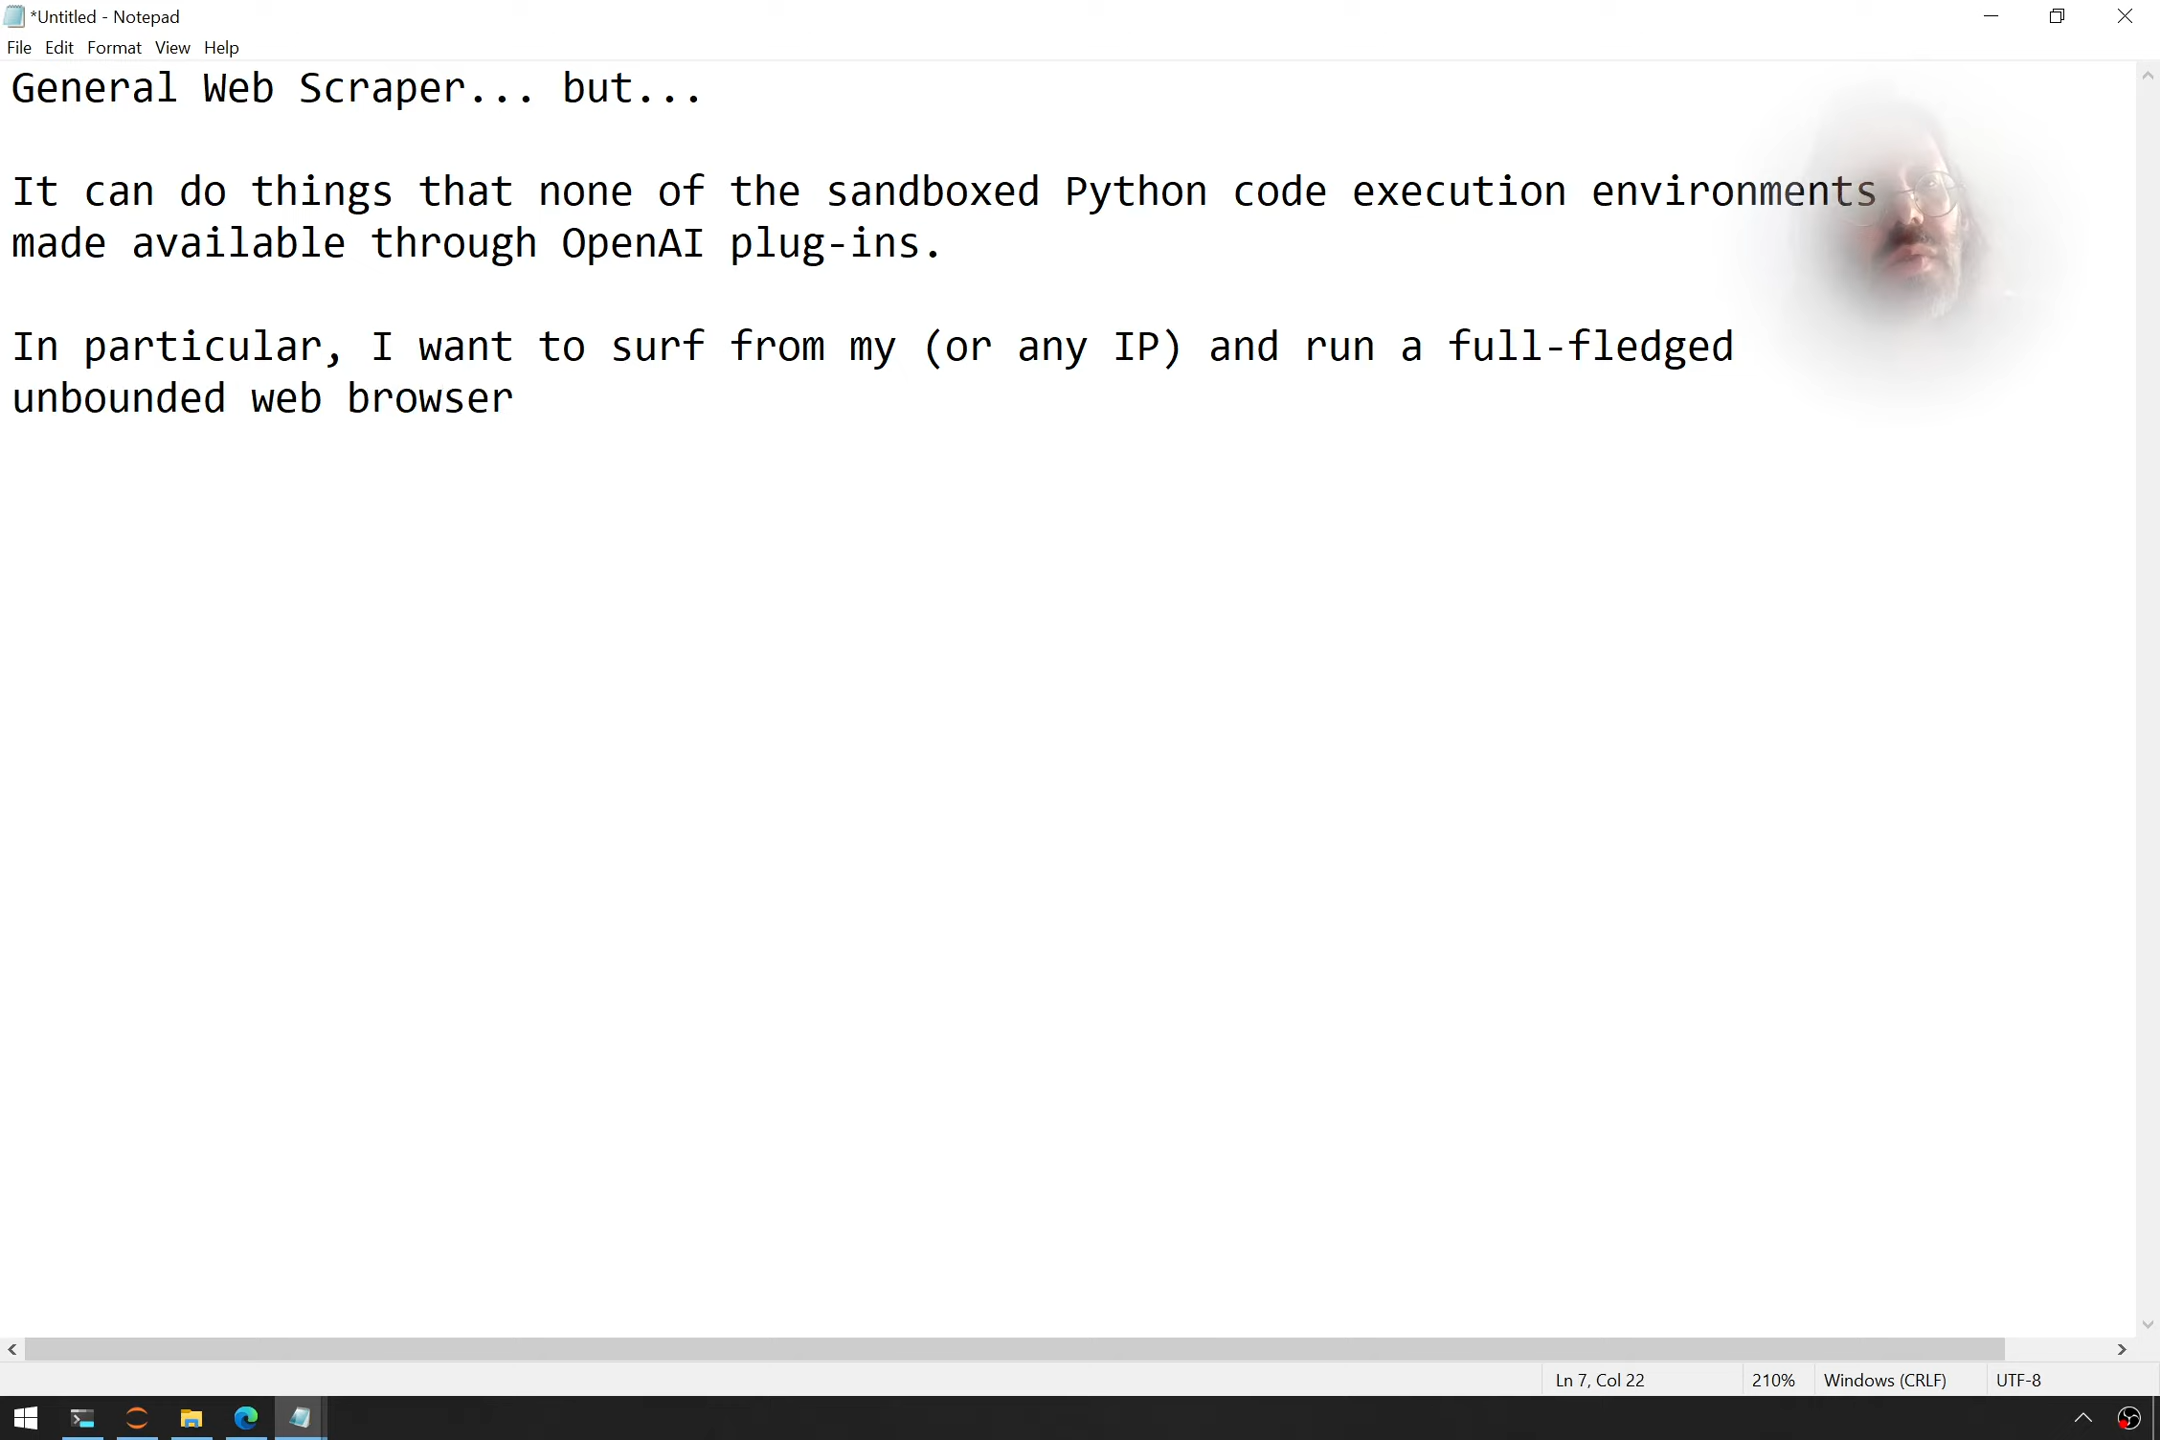 *Untitled - Notepad
File Edit Format View Help
General Web Scraper... but...
It can do things that none of the sandboxed Python code execution environments
made available through OpenAI plug-ins.
In particular, I want to surf from my (or any IP) and run a full-fledged
unbounded web browser
Ln 7, Col 22 210% Windows (CRLF) UTF-8